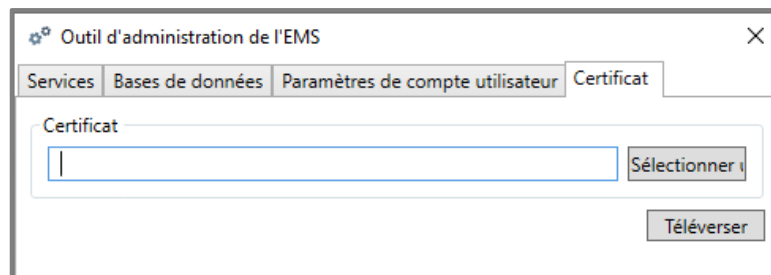 Outil d'administration de l'EMS
Services Bases de données Paramètres de compte utilisateur Certificat
Certificat
Sélectionner
Téléverser